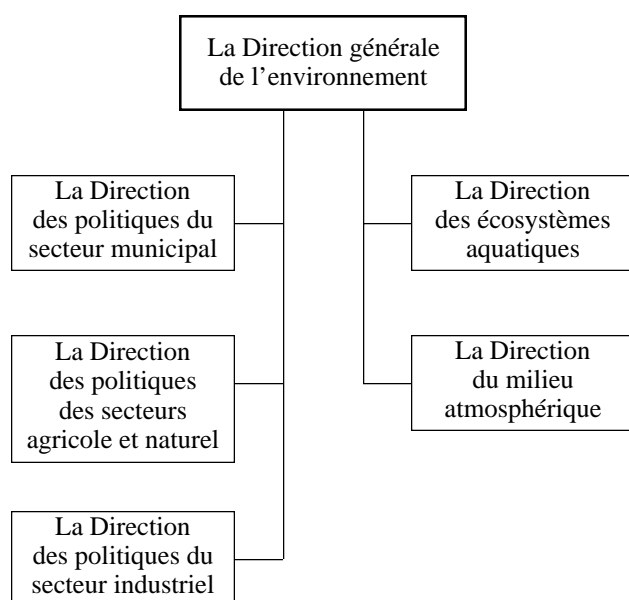 La Direction générale
de l’environnement
La Direction
des politiques du
secteur municipal
La Direction
des écosystèmes
aquatiques
La Direction
des politiques
des secteurs
agricole et naturel
La Direction
du milieu
atmosphérique
La Direction
des politiques du
secteur industriel